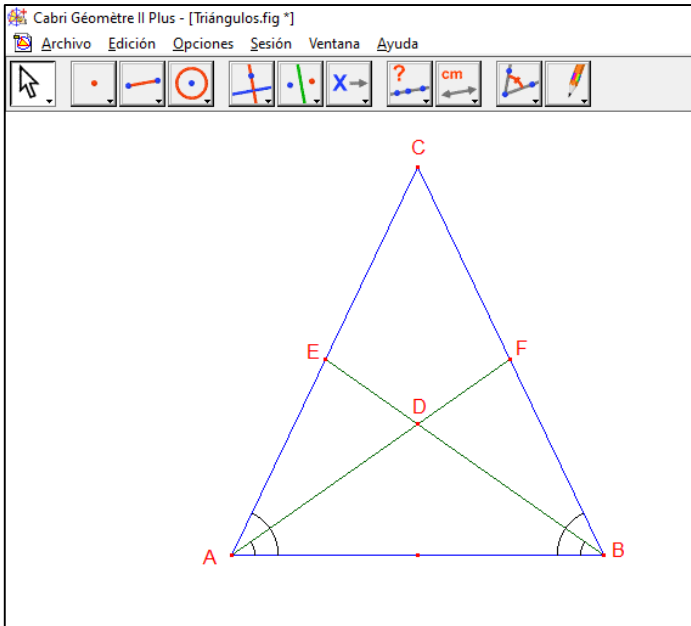 Cabri Géomètre II Plus - [Triángulos.fig *]
Archivo Edición Opciones Sesión Ventana Ayuda
X ? cm
C
E F
D
A B